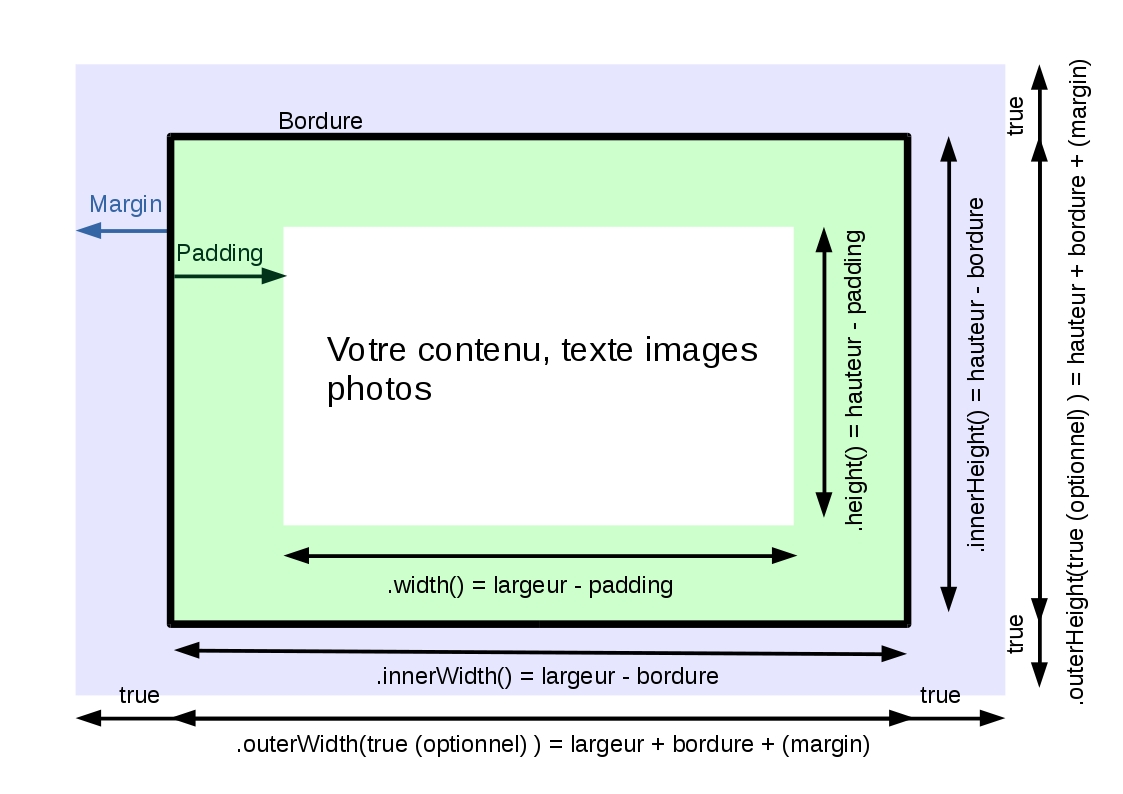 Bordure
true
Margin
Padding
Votre contenu, texte images
photos
.height() = hauteur - padding
.innerHeight() = hauteur - bordure
.outerHeight(true (optionnel) ) = hauteur + bordure + (margin)
.width() = largeur - padding
true
.innerWidth() = largeur - bordure
true
true
.outerWidth(true (optionnel) ) = largeur + bordure + (margin)